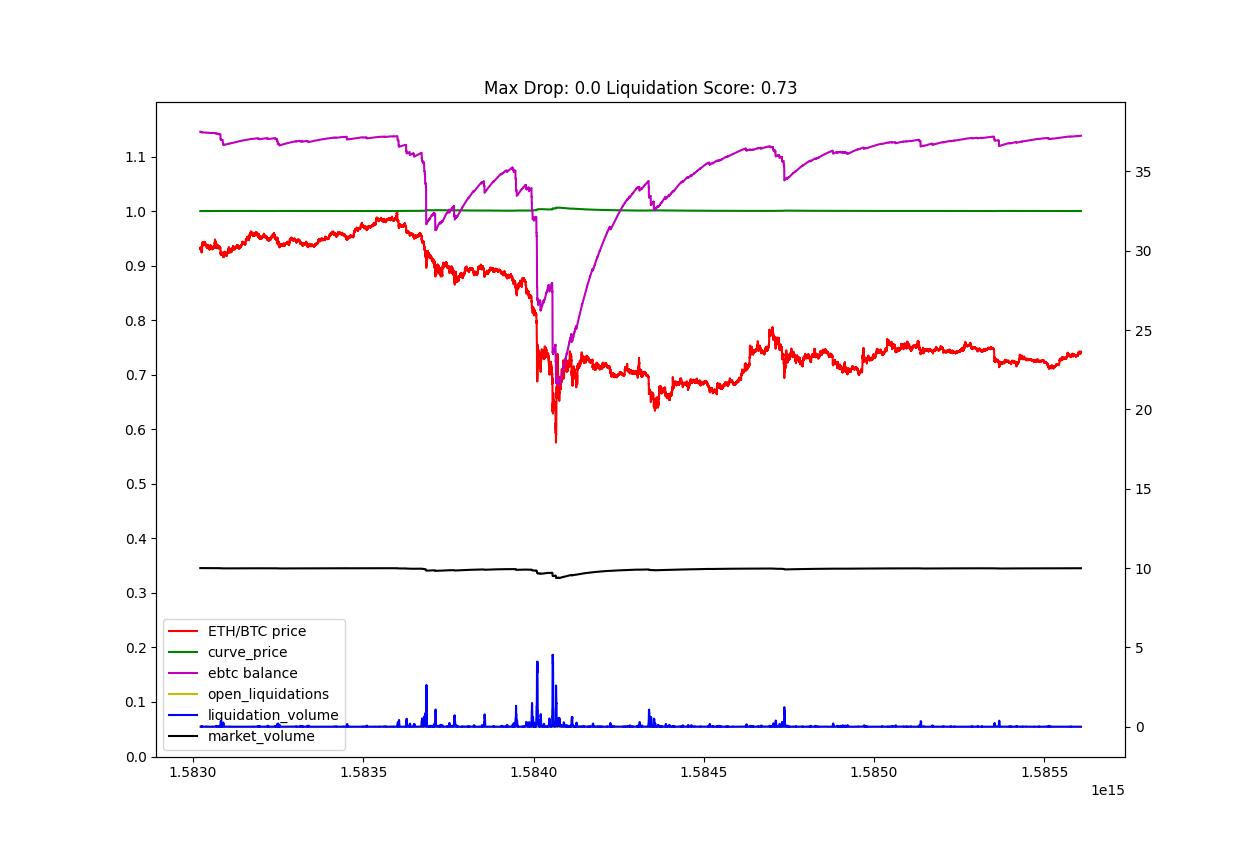 Max Drop: 0.0 Liquidation Score: 0.73
1.1
1.0
0.9
0.8
0.7
0.6
0.5
0.4
0.3
0.2
0.1
0.0
35
30
25
20
15
10
5
0
ETH/BTC price
curve_price
ebtc balance
open_liquidations
liquidation_volume
market_volume
1.5830 1.5835 1.5840 1.5845 1.5850 1.5855
1e15